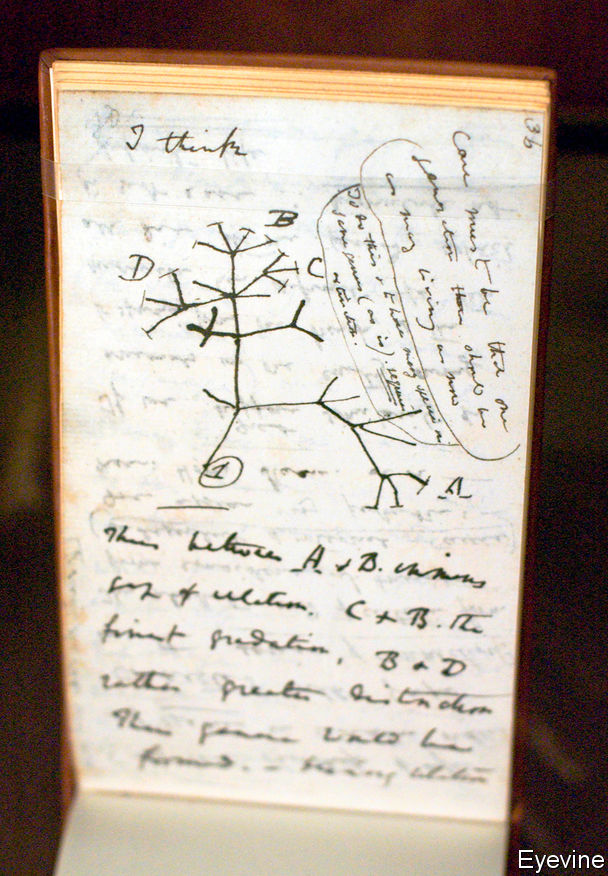 36
I think
Case must be that one
generation then should be
as many living as now
To do this & to have many species in
same genus (as is), requires
extinction.
B
D
C
1
A
Thus between A & B. immense
gap of relation. C & B. the
finest gradation, B & D
rather greater distinction
Thus genera would be
formed. — bearing relation
Eyevine